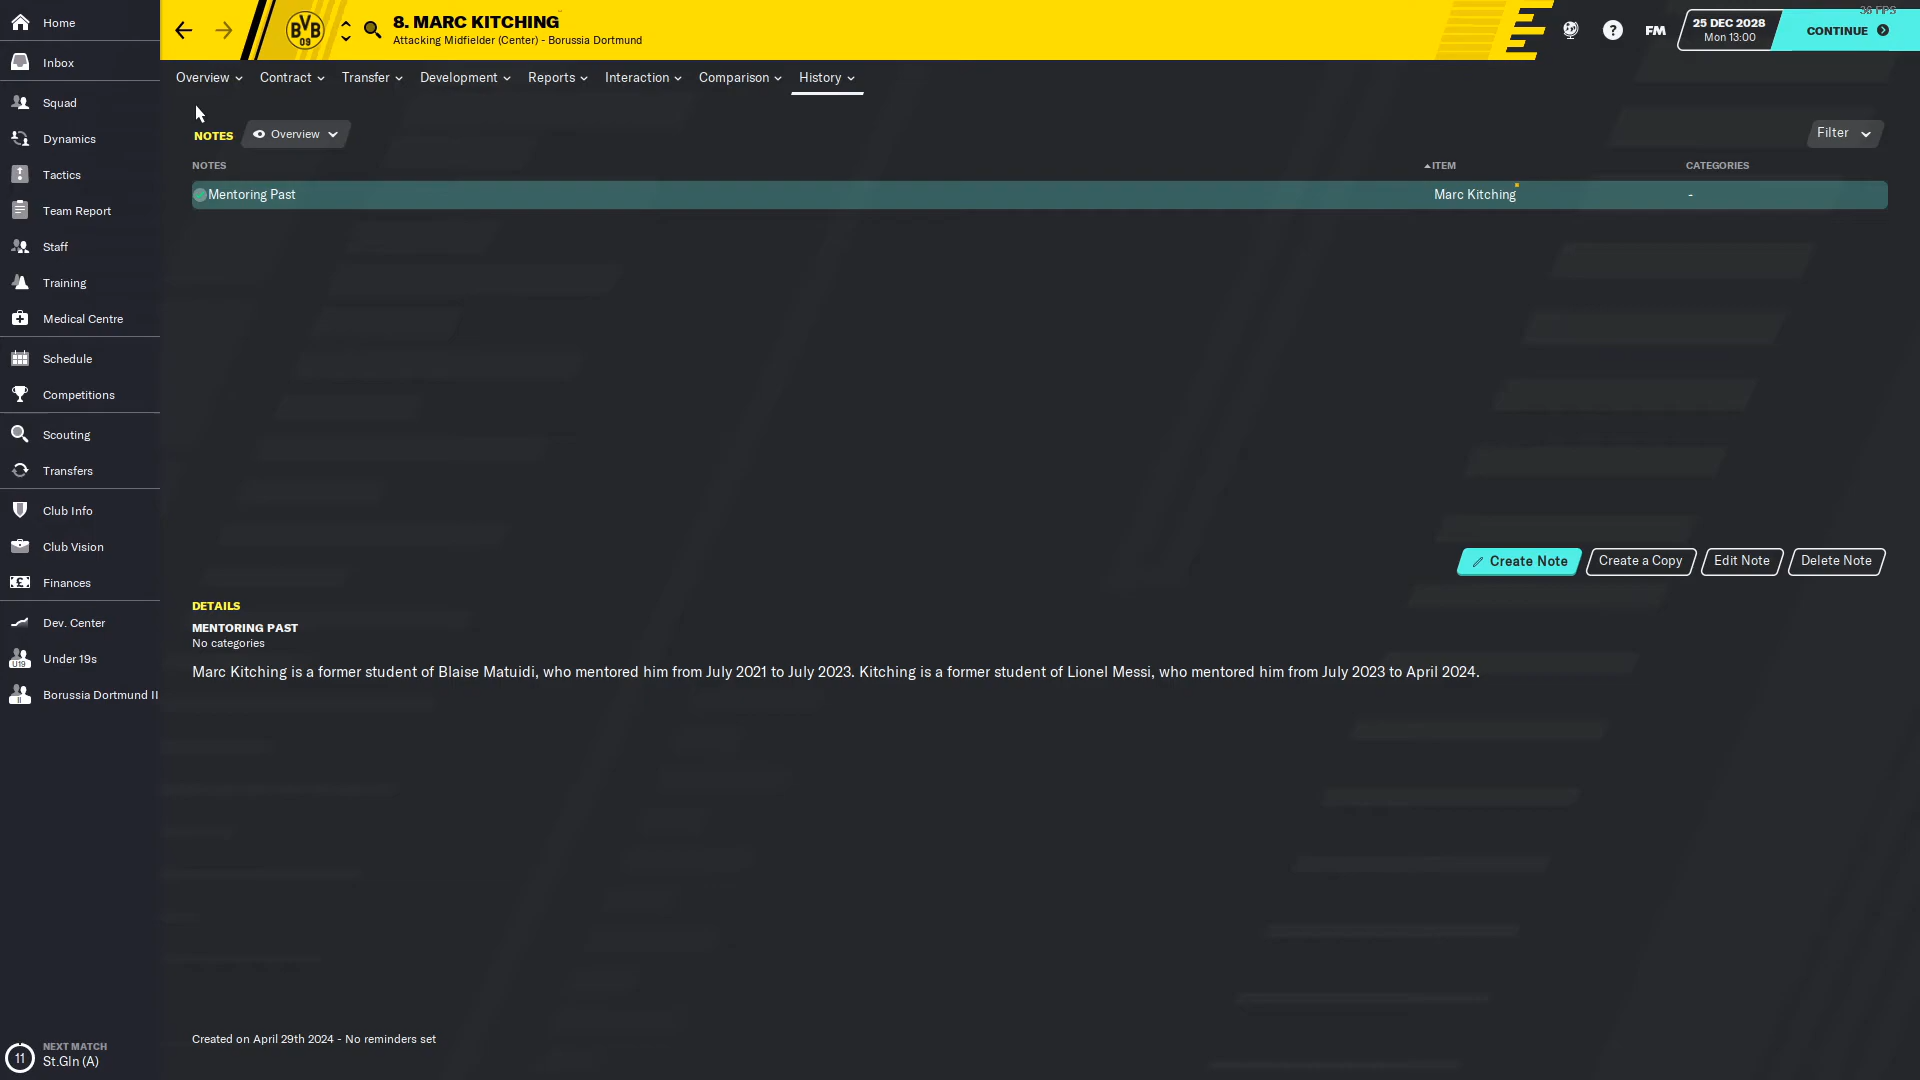 Home
Inbox
Squad
Dynamics
Tactics
Team Report
Staff
Training
Medical Centre
Schedule
Competitions
Scouting
Transfers
Club Info
Club Vision
Finances
Dev. Center
U19
Under 19s
II
Borussia Dortmund II
11
NEXT MATCH
St.Gln (A)
BVB 09
8. MARC KITCHING
Attacking Midfielder (Center) - Borussia Dortmund
?
FM
25 DEC 2028
Mon 13:00
36 FPS
CONTINUE
Overview Contract Transfer Development Reports Interaction Comparison History
NOTES Overview Filter
NOTES ITEM CATEGORIES
Mentoring Past Marc Kitching -
Create Note Create a Copy Edit Note Delete Note
DETAILS
MENTORING PAST
No categories
Marc Kitching is a former student of Blaise Matuidi, who mentored him from July 2021 to July 2023. Kitching is a former student of Lionel Messi, who mentored him from July 2023 to April 2024.
Created on April 29th 2024 - No reminders set